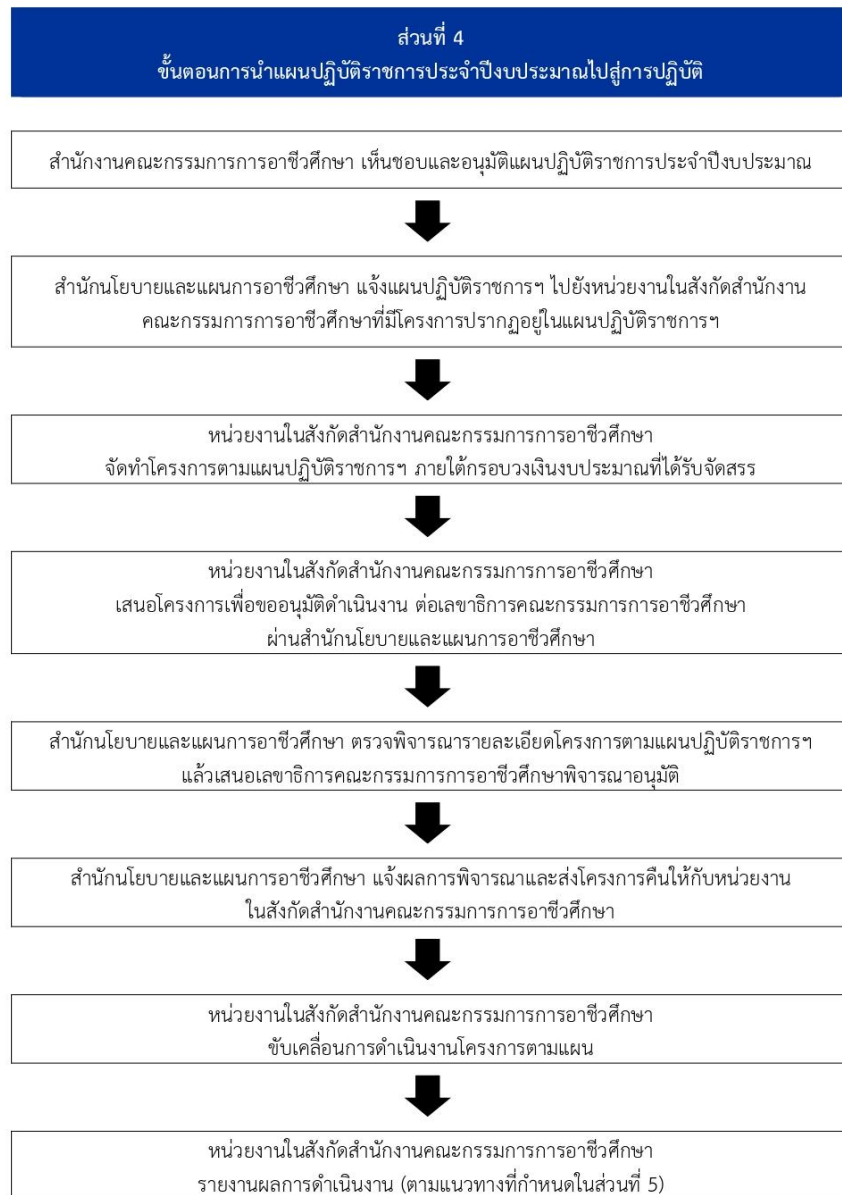 ส่วนที่ 4
ขั้นตอนการนำแผนปฏิบัติราชการประจำปีงบประมาณไปสู่การปฏิบัติ
สำนักงานคณะกรรมการการอาชีวศึกษา เห็นชอบและอนุมัติแผนปฏิบัติราชการประจำปีงบประมาณ
สำนักนโยบายและแผนการอาชีวศึกษา แจ้งแผนปฏิบัติราชการฯ ไปยังหน่วยงานในสังกัดสำนักงาน
คณะกรรมการการอาชีวศึกษาที่มีโครงการปรากฏอยู่ในแผนปฏิบัติราชการฯ
หน่วยงานในสังกัดสำนักงานคณะกรรมการการอาชีวศึกษา
จัดทำโครงการตามแผนปฏิบัติราชการฯ ภายใต้กรอบวงเงินงบประมาณที่ได้รับจัดสรร
หน่วยงานในสังกัดสำนักงานคณะกรรมการการอาชีวศึกษา
เสนอโครงการเพื่อขออนุมัติดำเนินงาน ต่อเลขาธิการคณะกรรมการการอาชีวศึกษา
ผ่านสำนักนโยบายและแผนการอาชีวศึกษา
สำนักนโยบายและแผนการอาชีวศึกษา ตรวจพิจารณารายละเอียดโครงการตามแผนปฏิบัติราชการฯ
แล้วเสนอเลขาธิการคณะกรรมการการอาชีวศึกษาพิจารณาอนุมัติ
สำนักนโยบายและแผนการอาชีวศึกษา แจ้งผลการพิจารณาและส่งโครงการคืนให้กับหน่วยงาน
ในสังกัดสำนักงานคณะกรรมการการอาชีวศึกษา
หน่วยงานในสังกัดสำนักงานคณะกรรมการการอาชีวศึกษา
ขับเคลื่อนการดำเนินงานโครงการตามแผน
หน่วยงานในสังกัดสำนักงานคณะกรรมการการอาชีวศึกษา
รายงานผลการดำเนินงาน (ตามแนวทางที่กำหนดในส่วนที่ 5)